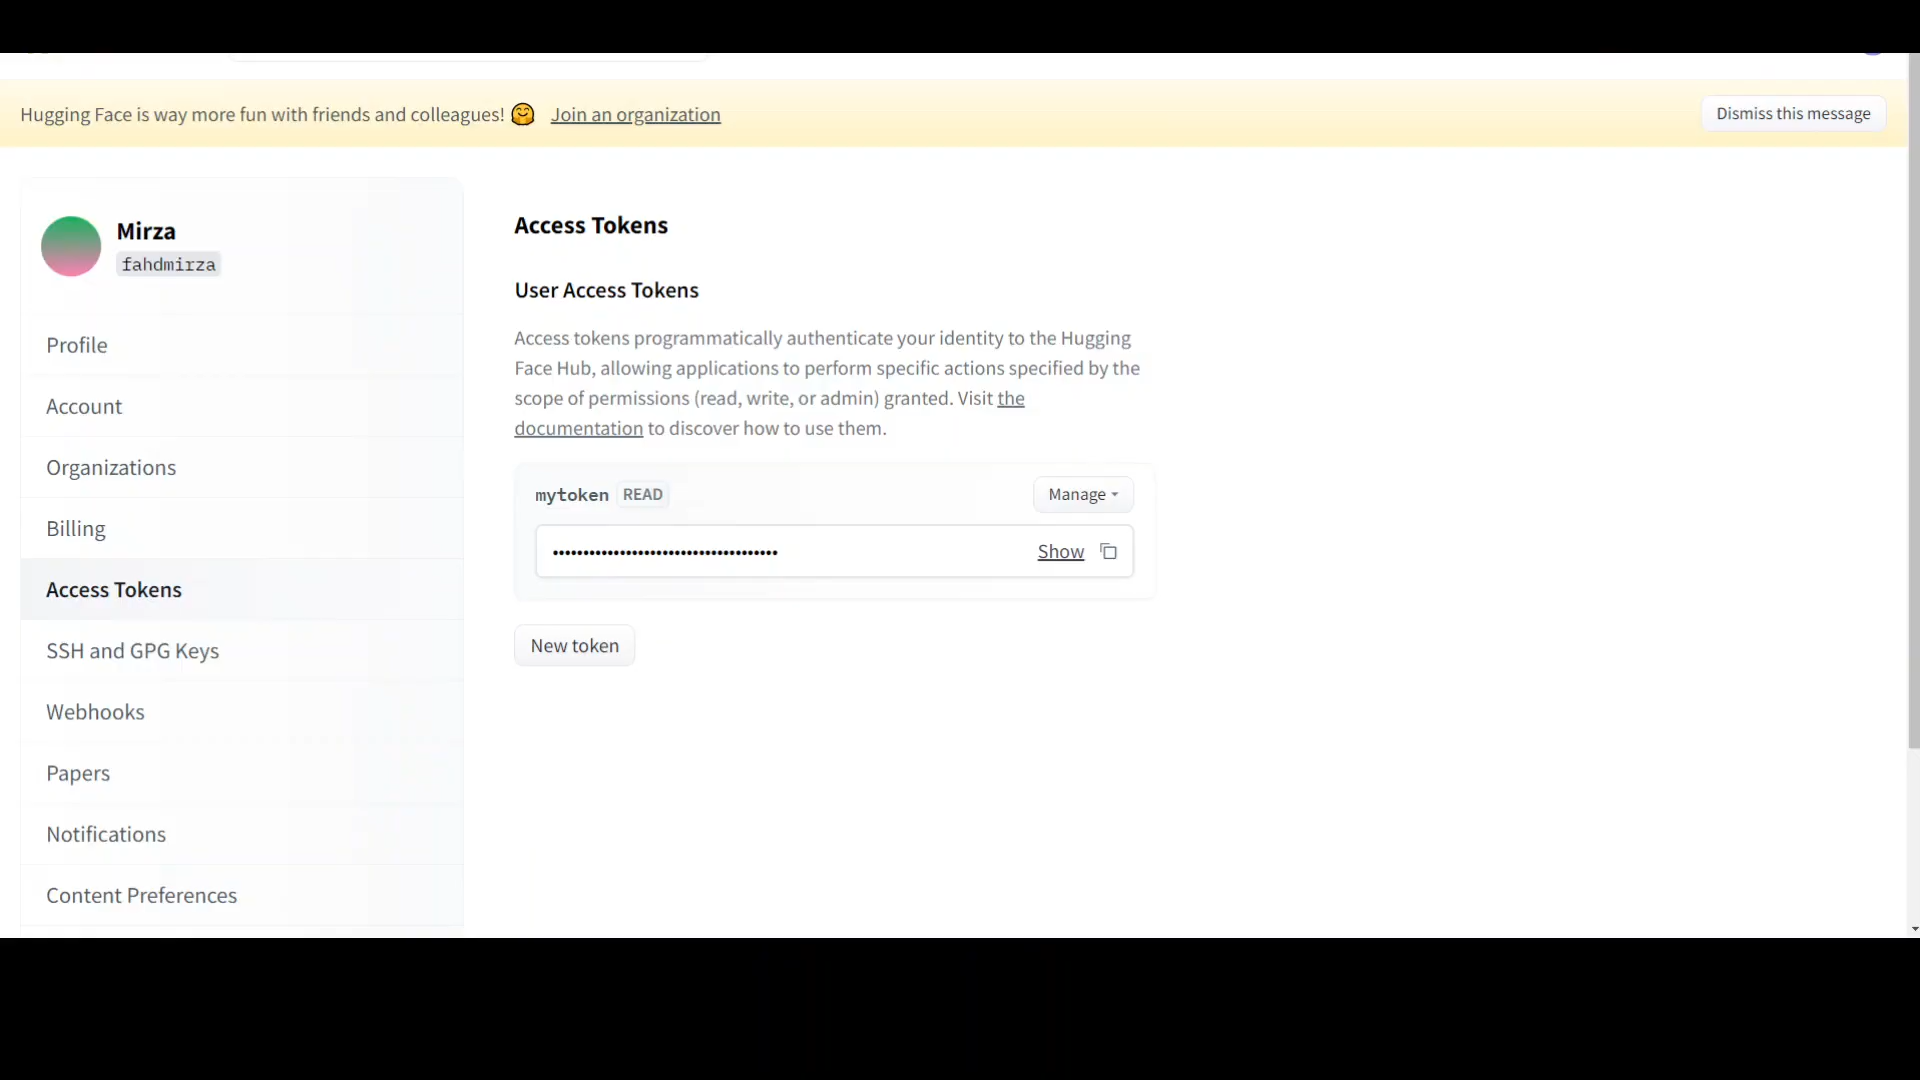 Hugging Face is way more fun with friends and colleagues! 🤗 Join an organization
Dismiss this message
Mirza
fahdmirza
Profile
Account
Organizations
Billing
Access Tokens
SSH and GPG Keys
Webhooks
Papers
Notifications
Content Preferences
Access Tokens
User Access Tokens
Access tokens programmatically authenticate your identity to the Hugging
Face Hub, allowing applications to perform specific actions specified by the
scope of permissions (read, write, or admin) granted. Visit the
documentation to discover how to use them.
mytoken READ
Manage
•••••••••••••••••••••••••••••••••••••
Show
New token